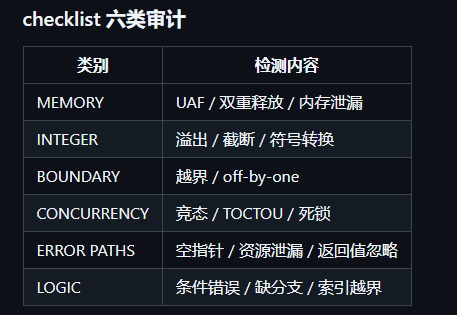 checklist 六类审计
类别 检测内容
MEMORY UAF / 双重释放 / 内存泄漏
INTEGER 溢出 / 截断 / 符号转换
BOUNDARY 越界 / off-by-one
CONCURRENCY 竞态 / TOCTOU / 死锁
ERROR PATHS 空指针 / 资源泄漏 / 返回值忽略
LOGIC 条件错误 / 缺分支 / 索引越界